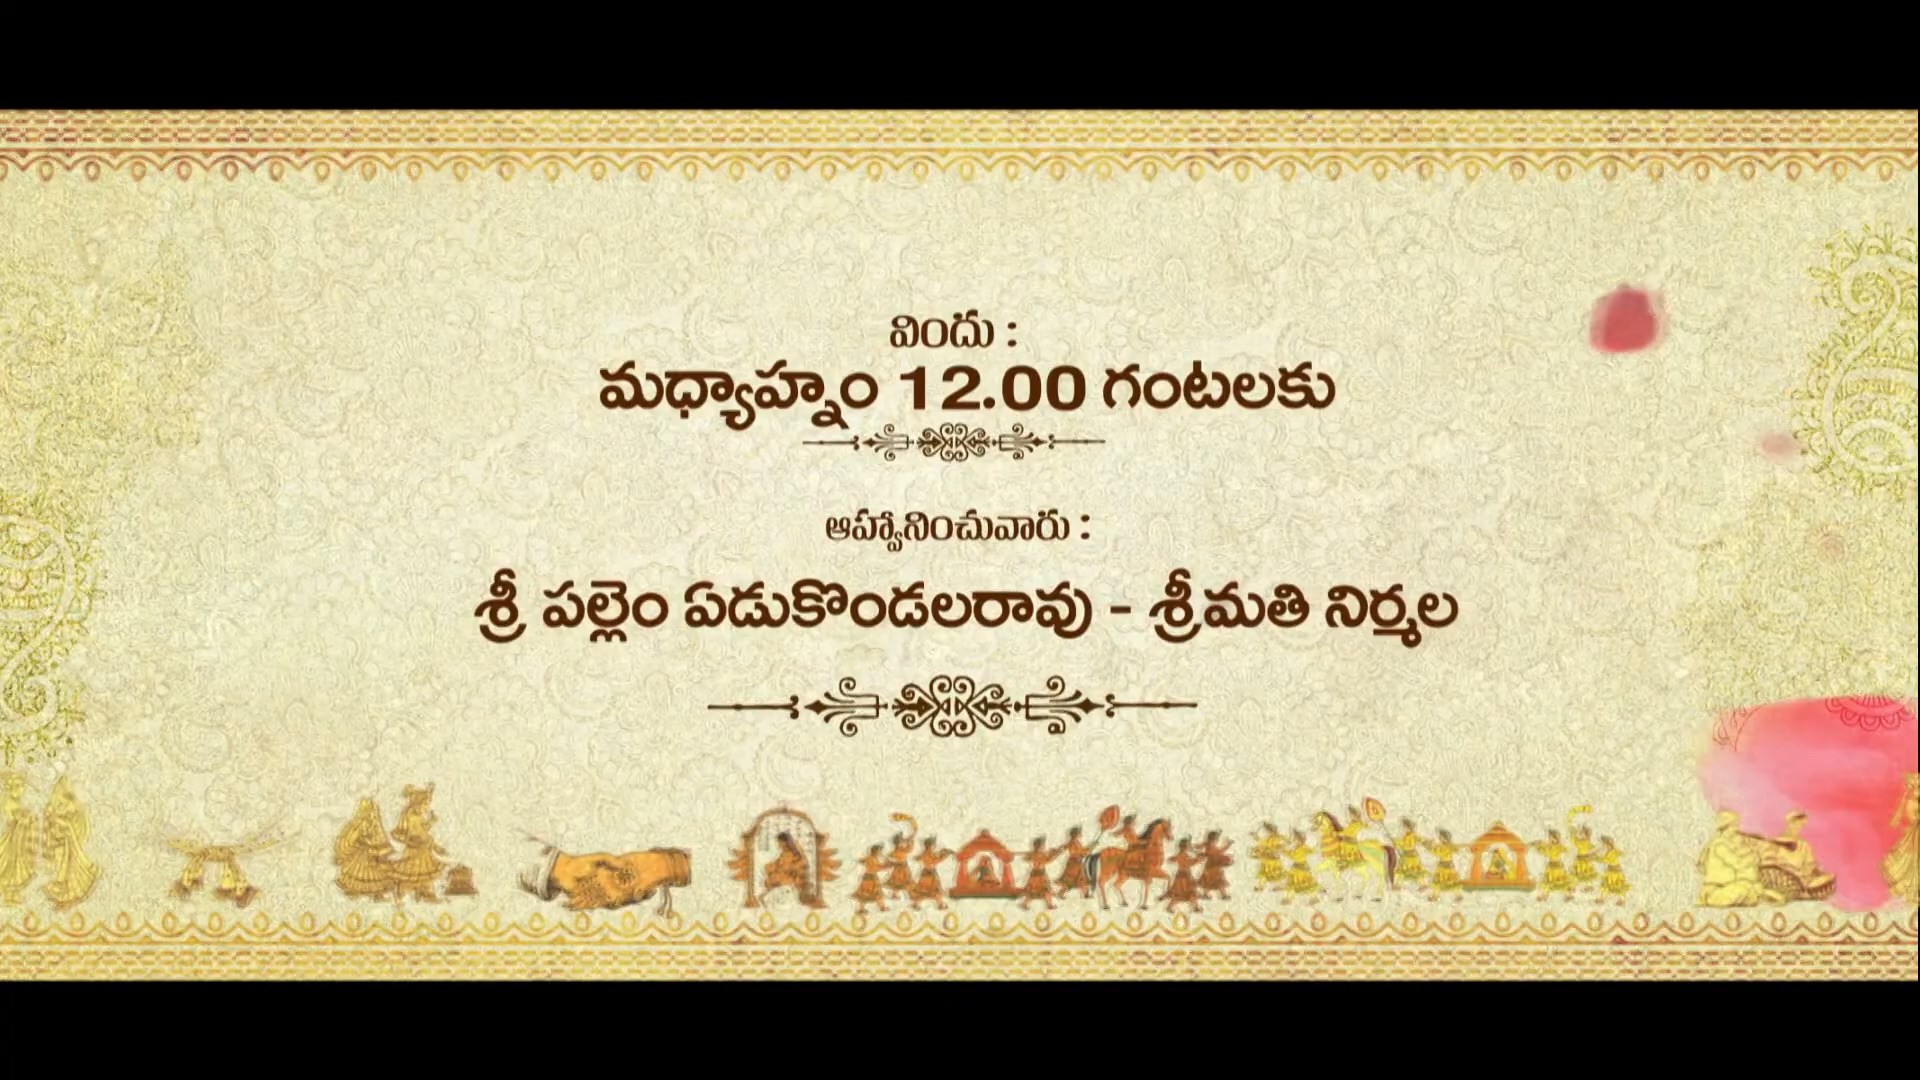 విందు :
మధ్యాహ్నం 12.00 గంటలకు
ఆహ్వానించువారు :
శ్రీ పల్లెం ఏడుకొండలరావు - శ్రీమతి నిర్మల